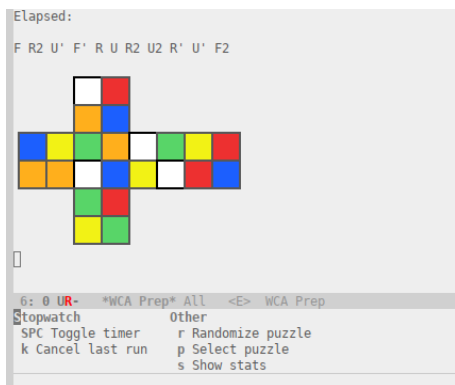 Elapsed:
F R2 U' F' R U R2 U2 R' U' F2
6: 0 UR-   *WCA Prep* All   <E>  WCA Prep
Stopwatch   Other
SPC Toggle timer   r Randomize puzzle
k Cancel last run   p Select puzzle
s Show stats